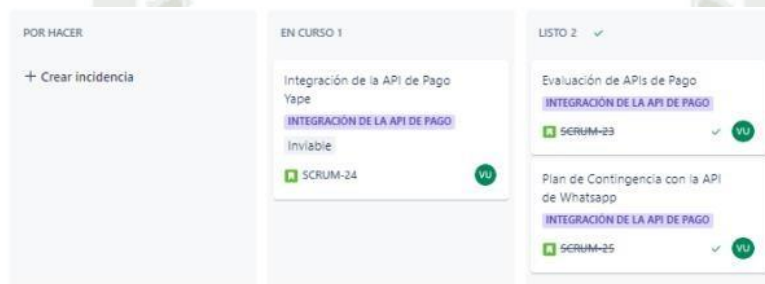 POR HACER
+ Crear incidencia
EN CURSO 1
Integración de la API de Pago
Yape
INTEGRACIÓN DE LA API DE PAGO
Inviable
SCRUM-24
VU
LISTO 2
Evaluación de APIs de Pago
INTEGRACIÓN DE LA API DE PAGO
SCRUM-23
VU
Plan de Contingencia con la API
de Whatsapp
INTEGRACIÓN DE LA API DE PAGO
SCRUM-25
VU